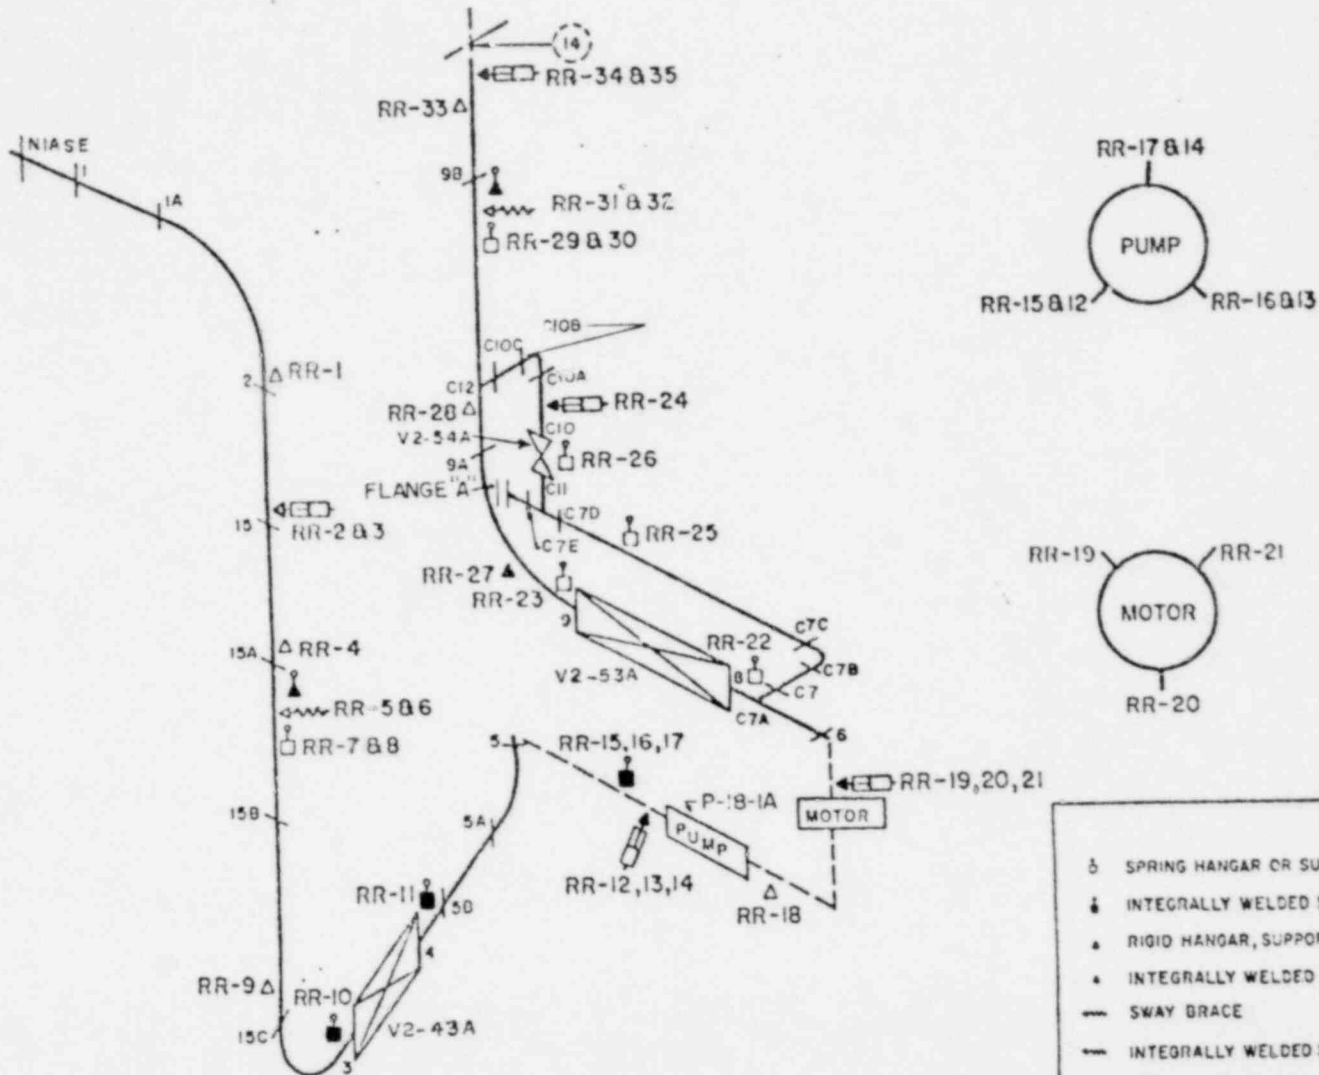 14
RR-34&35
RR-33
NIASE
1
1A
9B
RR-31 & 32
RR-29 & 30
RR-17&14
PUMP
RR-15&12
RR-16&13
C10B
C10C
C10A
C12
2
RR-1
RR-28
RR-24
V2-54A
C10
9A
RR-26
FLANGE "A"
C11
C7D
15
RR-2 & 3
C7E
RR-25
RR-27
RR-23
9
RR-19
RR-21
MOTOR
RR-20
15A
RR-4
RR-5 & 6
RR-7 & 8
RR-22
C7C
C7B
V2-53A
8
C7
C7A
6
5
RR-15,16,17
RR-19,20,21
P-18-1A
MOTOR
PUMP
15B
5A
RR-12,13,14
RR-18
RR-11
5B
4
RR-9
RR-10
15C
V2-43A
3
SPRING HANGAR OR SU
INTEGRALLY WELDED
RIGID HANGAR, SUPPO
INTEGRALLY WELDED
SWAY BRACE
INTEGRALLY WELDED